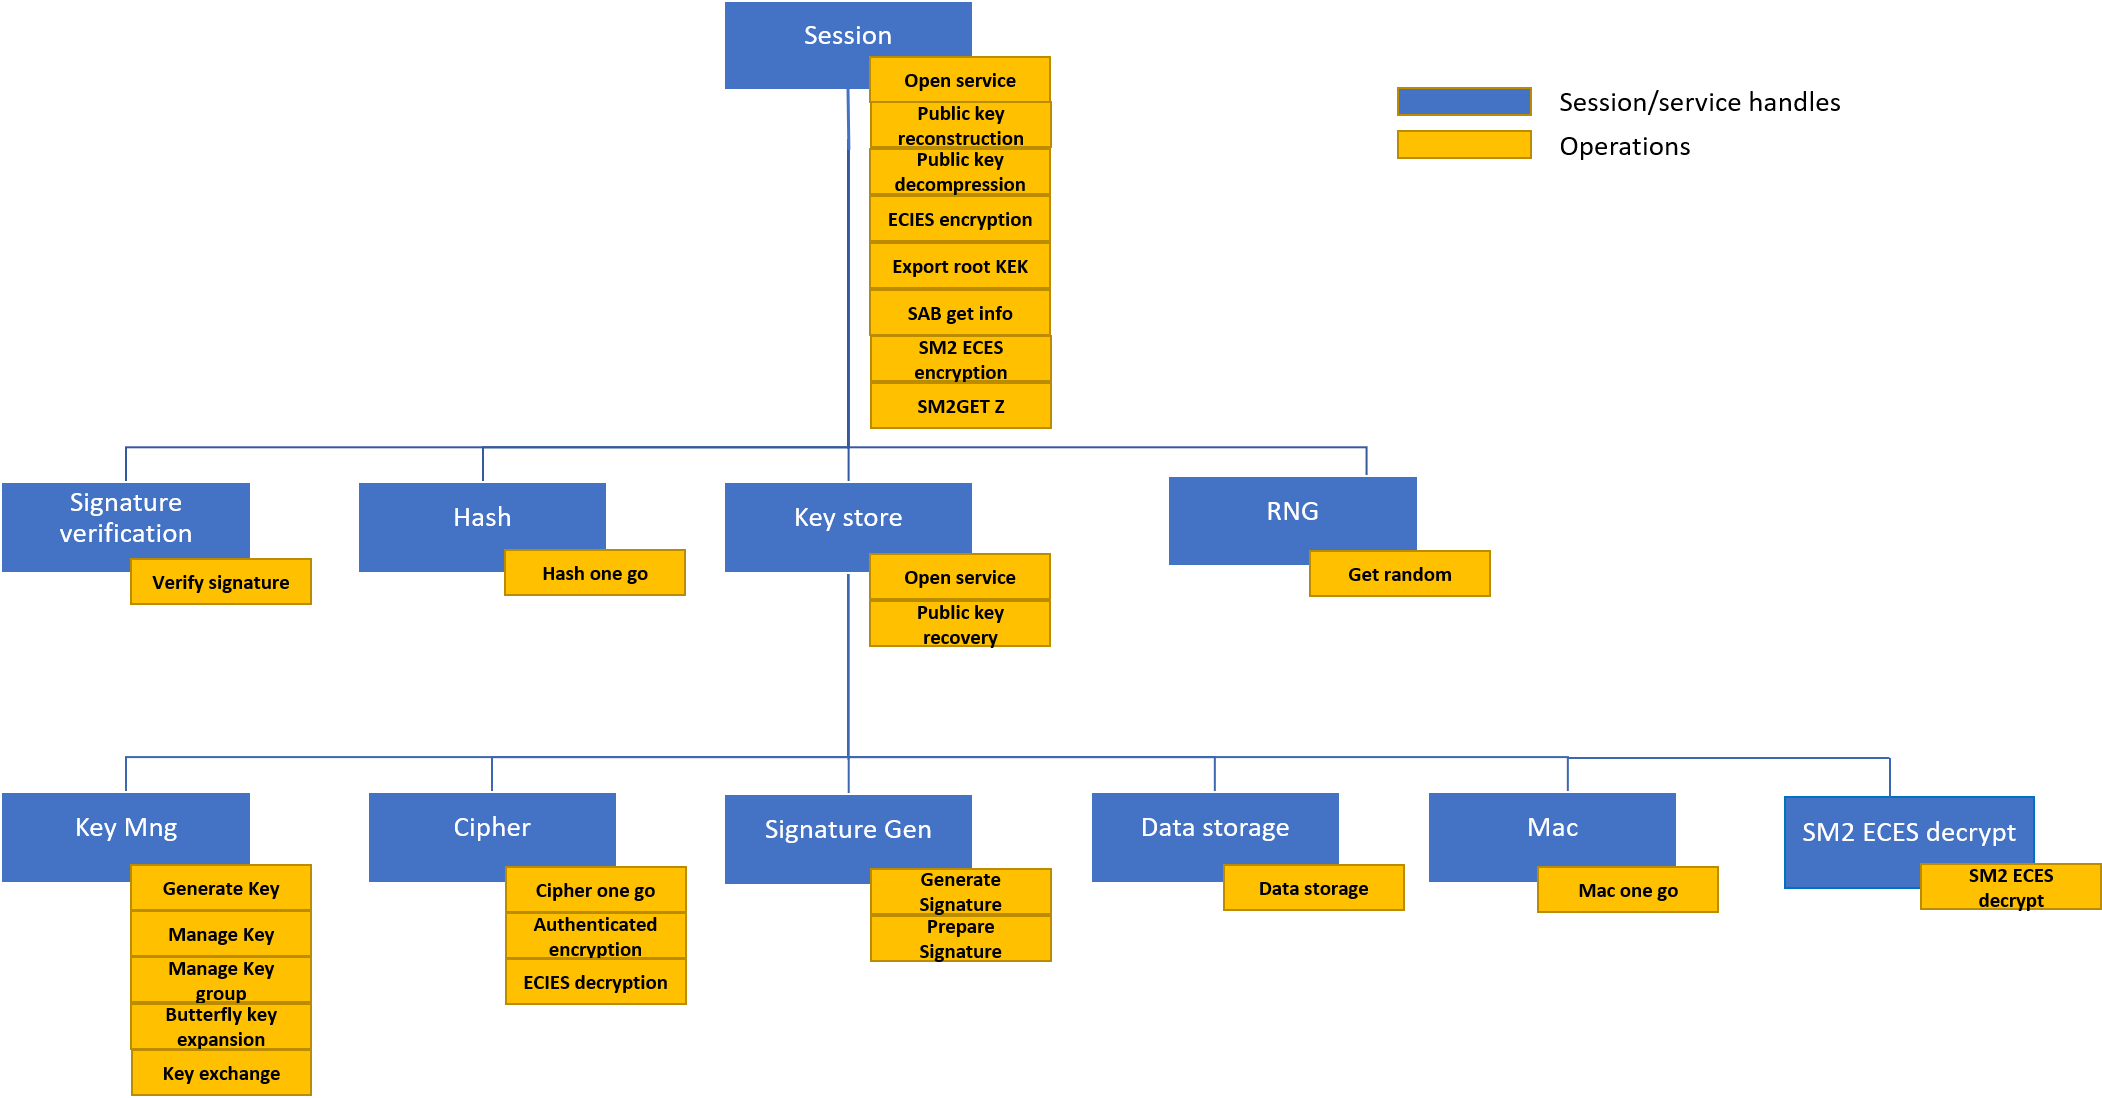 Session
Open service
Public key
reconstruction
Public key
decompression
ECIES encryption
Export root KEK
SAB get info
SM2 ECES
encryption
SM2GET Z
Session/service handles
Operations
Signature
verification
Verify signature
Hash
Hash one go
Key store
Open service
Public key
recovery
RNG
Get random
Key Mng
Generate Key
Manage Key
Manage Key
group
Butterfly key
expansion
Key exchange
Cipher
Cipher one go
Authenticated
encryption
ECIES decryption
Signature Gen
Generate
Signature
Prepare
Signature
Data storage
Data storage
Mac
Mac one go
SM2 ECES decrypt
SM2 ECES
decrypt